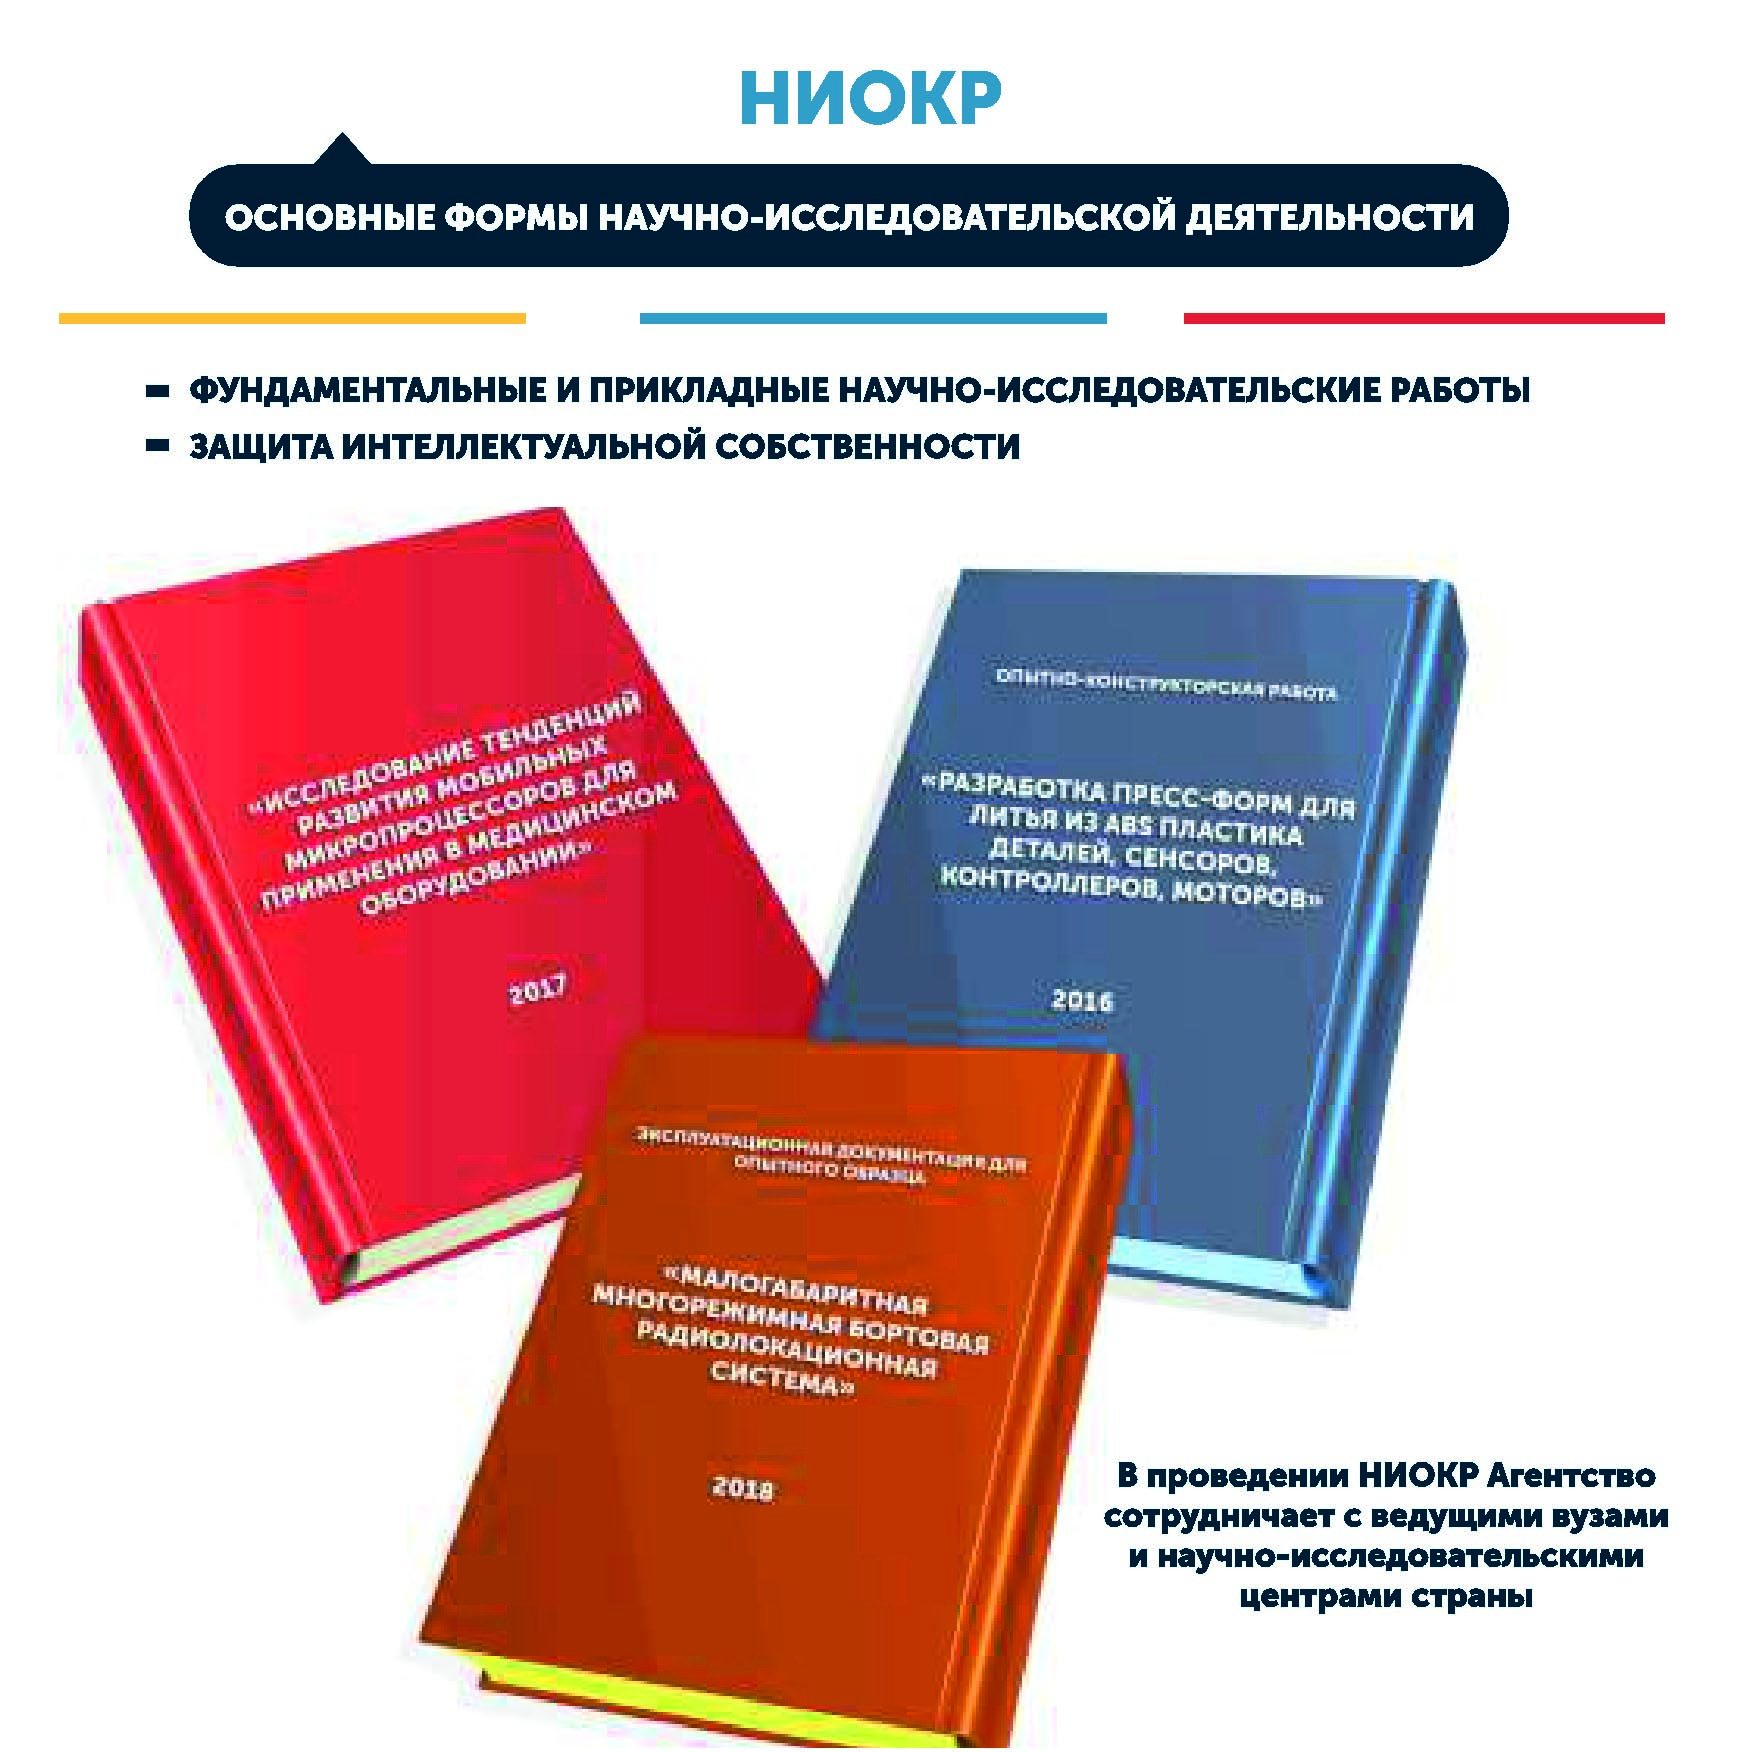 НИОКР
ОСНОВНЫЕ ФОРМЫ НАУЧНО-ИССЛЕДОВАТЕЛЬСКОЙ ДЕЯТЕЛЬНОСТИ
– ФУНДАМЕНТАЛЬНЫЕ И ПРИКЛАДНЫЕ НАУЧНО-ИССЛЕДОВАТЕЛЬСКИЕ РАБОТЫ
– ЗАЩИТА ИНТЕЛЛЕКТУАЛЬНОЙ СОБСТВЕННОСТИ
«ИССЛЕДОВАНИЕ ТЕНДЕНЦИЙ
РАЗВИТИЯ МОБИЛЬНЫХ
МИКРОПРОЦЕССОРОВ ДЛЯ
ПРИМЕНЕНИЯ В МЕДИЦИНСКОМ
ОБОРУДОВАНИИ»
2017
ОПЫТНО-КОНСТРУКТОРСКАЯ РАБОТА
«РАЗРАБОТКА ПРЕСС-ФОРМ ДЛЯ
ЛИТЬЯ ИЗ ABS ПЛАСТИКА
ДЕТАЛЕЙ, СЕНСОРОВ,
КОНТРОЛЛЕРОВ, МОТОРОВ»
2016
ЭКСПЛУАТАЦИОННАЯ ДОКУМЕНТАЦИЯ ДЛЯ
ОПЫТНОГО ОБРАЗЦА
«МАЛОГАБАРИТНАЯ
МНОГОРЕЖИМНАЯ БОРТОВАЯ
РАДИОЛОКАЦИОННАЯ
СИСТЕМА»
2018
В проведении НИОКР Агентство
сотрудничает с ведущими вузами
и научно-исследовательскими
центрами страны